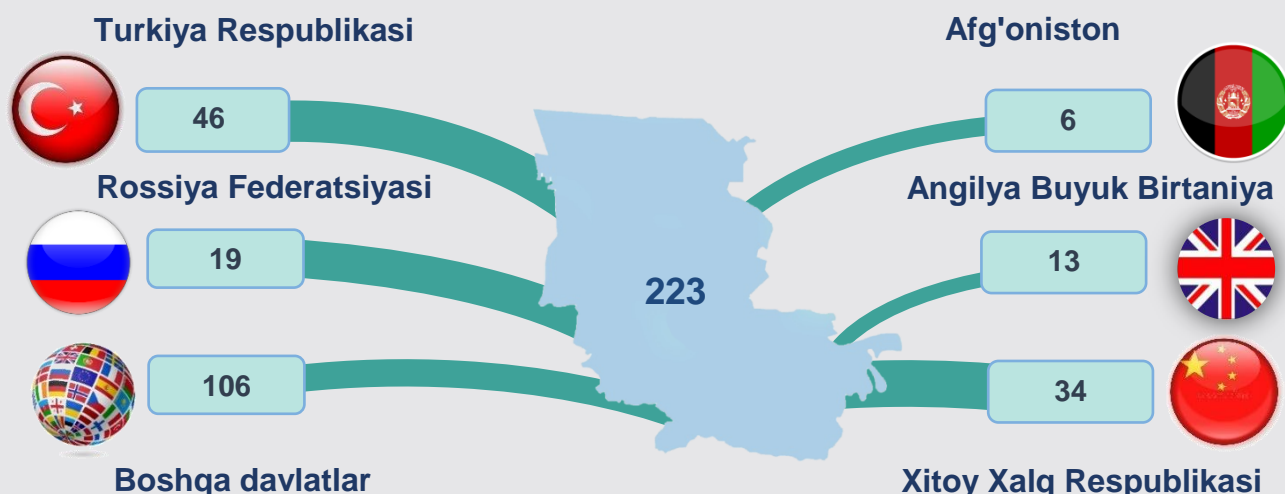 Turkiya Respublikasi
46
Rossiya Federatsiyasi
19
106
Boshqa davlatlar
223
Afg'oniston
6
Angilya Buyuk Birtaniya
13
34
Xitoy Xalq Respublikasi